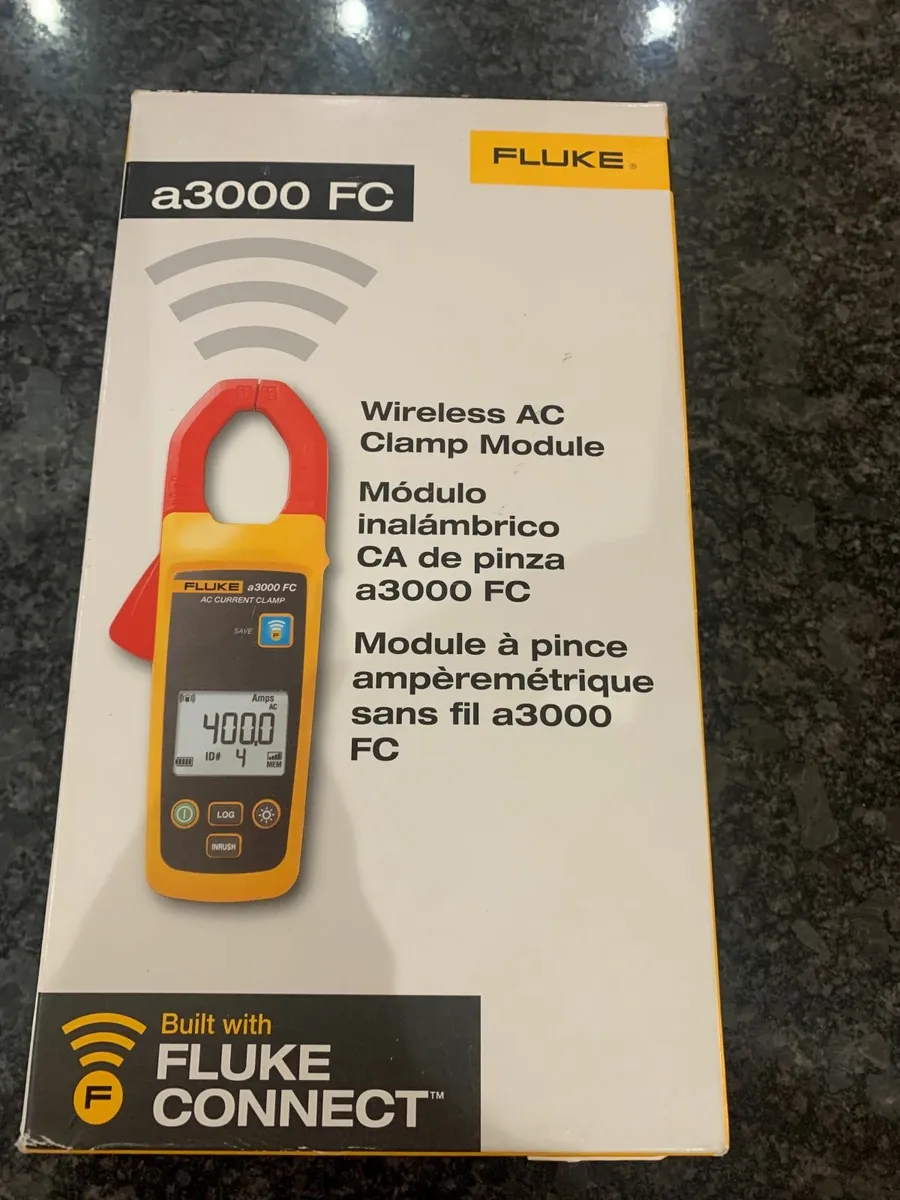 FLUKE®
a3000 FC
Wireless AC
Clamp Module
Módulo
inalámbrico
CA de pinza
a3000 FC
Module à pince
ampèremétrique
sans fil a3000
FC
FLUKE a3000 FC
AC CURRENT CLAMP
SAVE
F
Amps
AC
400.0
ID# 4
MEM
LOG
INRUSH
Built with
FLUKE
CONNECT™
F